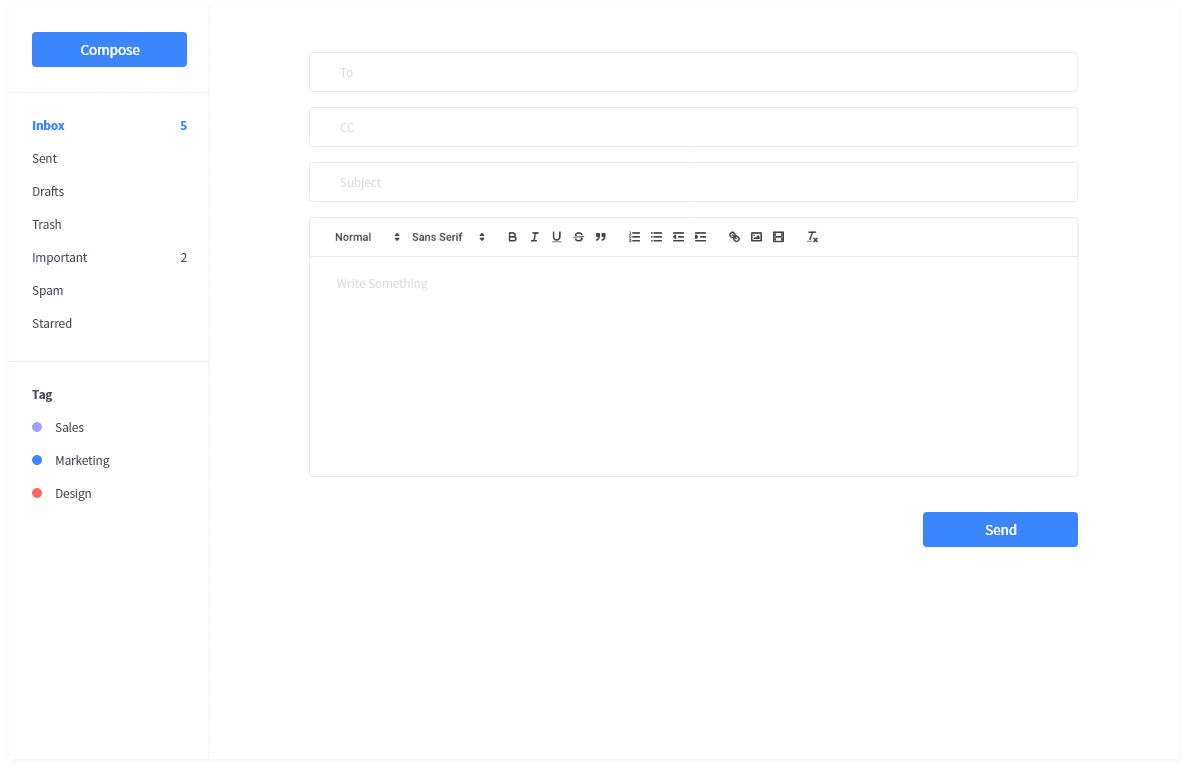 Compose
Inbox 5
Sent
Drafts
Trash
Important 2
Spam
Starred
Tag
Sales
Marketing
Design
To
CC
Subject
Normal Sans Serif
Write Something
Send